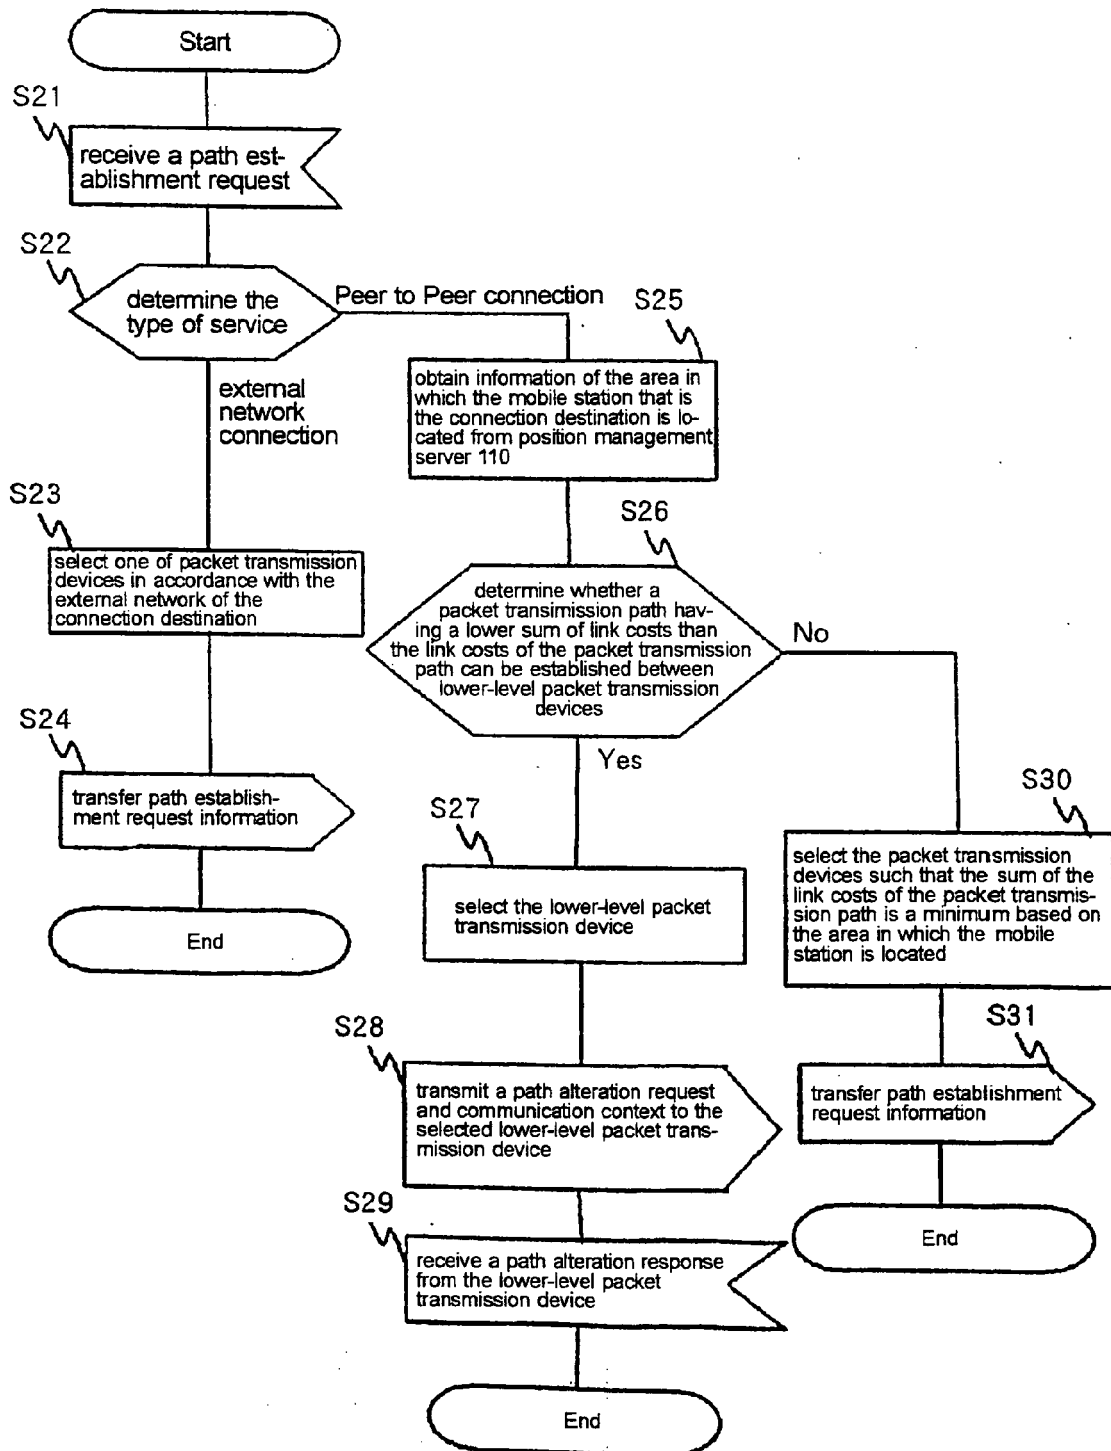 Start
S21
receive a path est-
ablishment request
S22
determine the
type of service
Peer to Peer connection
external
network
connection
S25
obtain information of the area in
which the mobile station that is
the connection destination is lo-
cated from position management
server 110
S23
select one of packet transmission
devices in accordance with the
external network of the
connection destination
S26
determine whether a
packet transimission path hav-
ing a lower sum of link costs than
the link costs of the packet transmission
path can be established between
lower-level packet transmission
devices
No
Yes
S24
transfer path establish-
ment request information
End
S27
select the lower-level packet
transmission device
S30
select the packet transmission
devices such that the sum of the
link costs of the packet transmis-
sion path is a minimum based on
the area in which the mobile
station is located
S28
transmit a path alteration request
and communication context to the
selected lower-level packet trans-
mission device
S31
transfer path establishment
request information
End
S29
receive a path alteration response
from the lower-level packet
transmission device
End